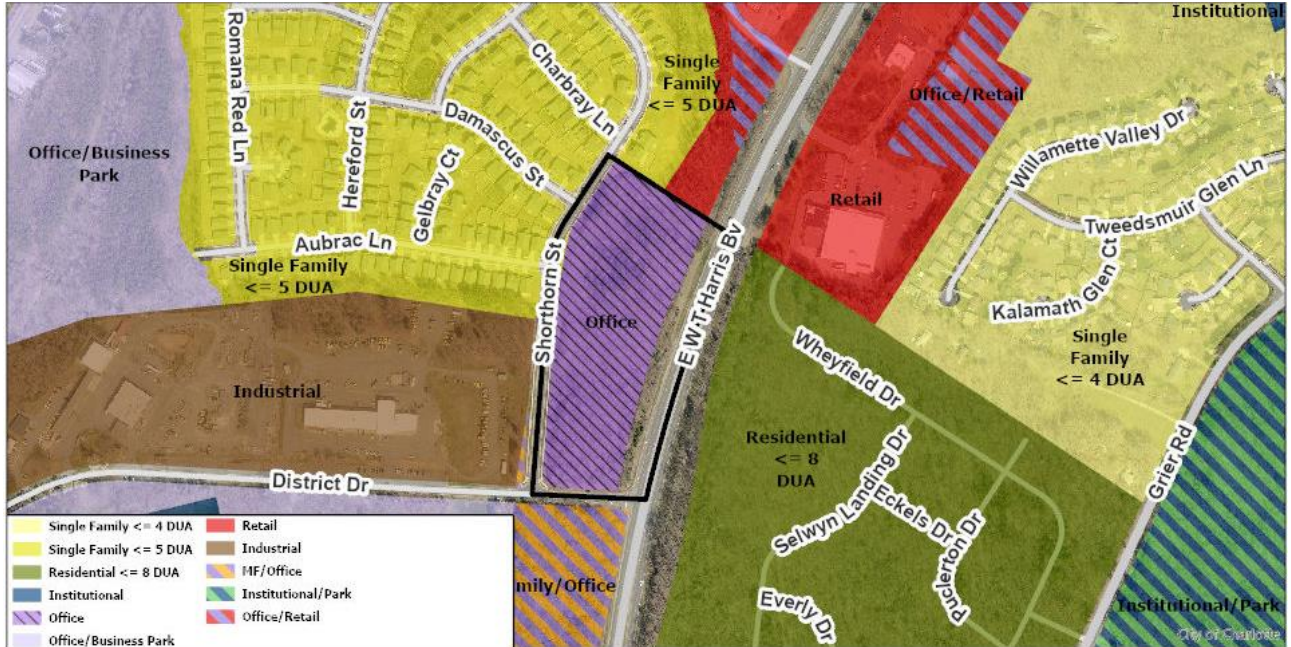 Institutional
Romana Red Ln
Hereford St
Charbray Ln
Single
Family
<= 5 DUA
Damascus St
Gelbray Ct
Office/Retail
Willamette Valley Dr
Office/Business
Park
Retail
Tweedsmuir Glen Ln
Aubrac Ln
Single Family
<= 5 DUA
Shorthorn St
Office
E W.T Harris Bv
Kalamath Glen Ct
Single
Family
<= 4 DUA
Industrial
Wheyfield Dr
Residential
<= 8
DUA
Grier Rd
District Dr
Selwyn Landing Dr
Eckels Dr
Punclerton Dr
mily/Office
Everly Dr
Institutional/Park
City of Charlotte
Single Family <= 4 DUA
Single Family <= 5 DUA
Residential <= 8 DUA
Institutional
Office
Office/Business Park
Retail
Industrial
MF/Office
Institutional/Park
Office/Retail